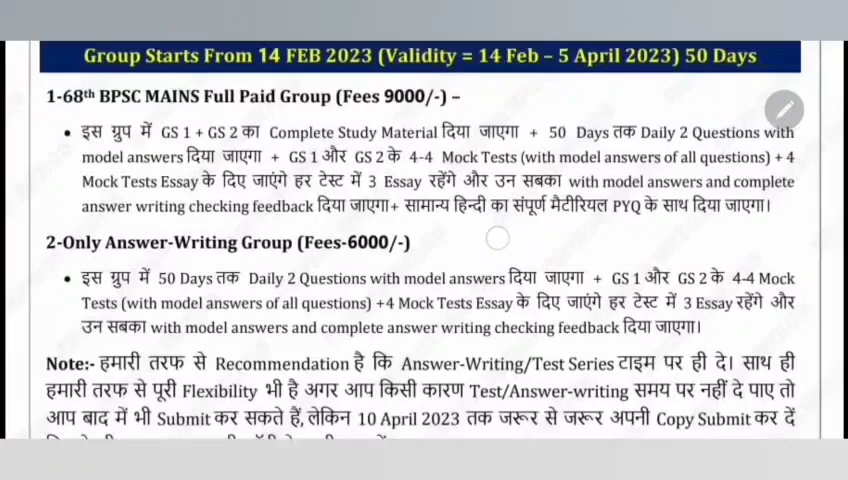 Group Starts From 14 FEB 2023 (Validity = 14 Feb – 5 April 2023) 50 Days
1-68th BPSC MAINS Full Paid Group (Fees 9000/-) –
• इस ग्रुप में GS 1 + GS 2 का Complete Study Material दिया जाएगा + 50 Days तक Daily 2 Questions with
model answers दिया जाएगा + GS 1 और GS 2 के 4-4 Mock Tests (with model answers of all questions) + 4
Mock Tests Essay के दिए जाएंगे हर टेस्ट में 3 Essay रहेंगे और उन सबका with model answers and complete
answer writing checking feedback दिया जाएगा+ सामान्य हिन्दी का संपूर्ण मैटीरियल PYQ के साथ दिया जाएगा।
2-Only Answer-Writing Group (Fees-6000/-)
• इस ग्रुप में 50 Days तक Daily 2 Questions with model answers दिया जाएगा + GS 1 और GS 2 के 4-4 Mock
Tests (with model answers of all questions) +4 Mock Tests Essay के दिए जाएंगे हर टेस्ट में 3 Essay रहेंगे और
उन सबका with model answers and complete answer writing checking feedback दिया जाएगा।
Note:- हमारी तरफ से Recommendation है कि Answer-Writing/Test Series टाइम पर ही दे। साथ ही
हमारी तरफ से पूरी Flexibility भी है अगर आप किसी कारण Test/Answer-writing समय पर नहीं दे पाए तो
आप बाद में भी Submit कर सकते हैं, लेकिन 10 April 2023 तक जरूर से जरूर अपनी Copy Submit कर दें